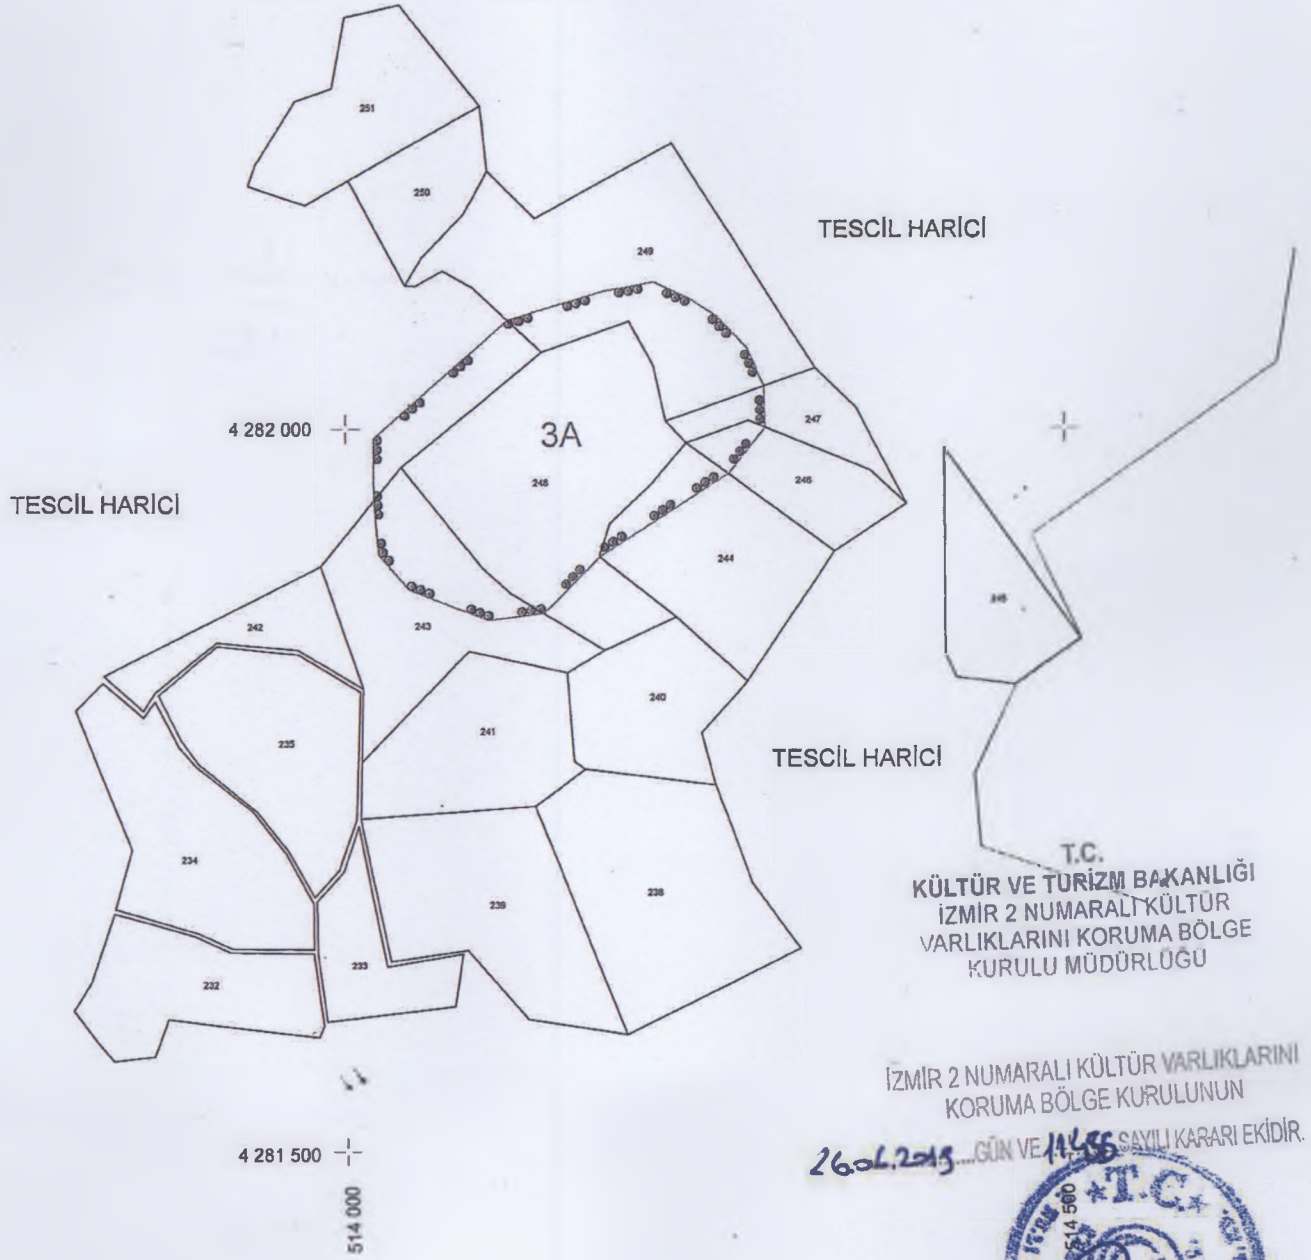 251
250
TESCİL HARİCİ
249
247
4 282 000
3A
TESCİL HARİCİ
248
246
244
242
243
240
241
235
TESCİL HARİCİ
234
T.C.
KÜLTÜR VE TURİZM BAKANLIĞI
İZMİR 2 NUMARALI KÜLTÜR
VARLIKLARINI KORUMA BÖLGE
KURULU MÜDÜRLÜĞÜ
238
239
233
232
İZMİR 2 NUMARALI KÜLTÜR VARLIKLARINI
KORUMA BÖLGE KURULUNUN
GÜN VE SAYILI KARARI EKİDİR.
4 281 500
514 000
514 500
T.C.